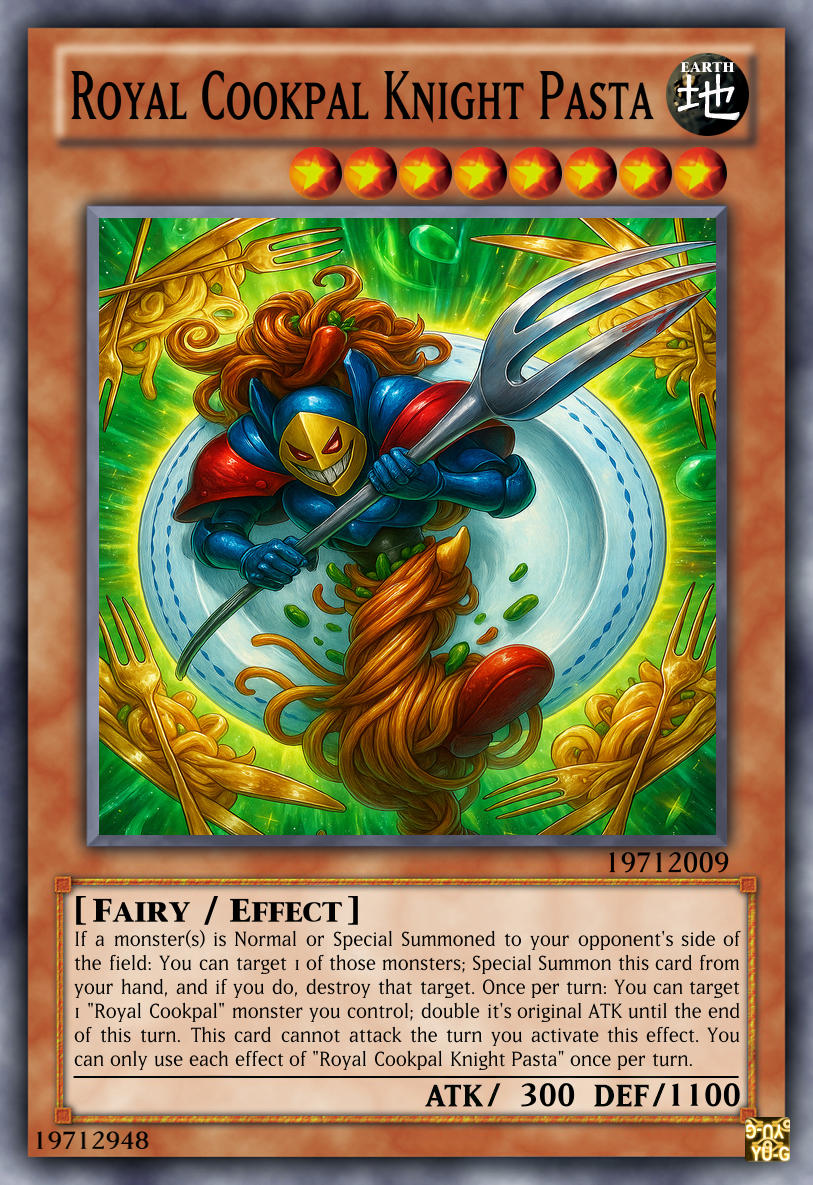 Royal Cookpal Knight Pasta
EARTH
地
19712009
[ Fairy / Effect ]
If a monster(s) is Normal or Special Summoned to your opponent's side of
the field: You can target 1 of those monsters; Special Summon this card from
your hand, and if you do, destroy that target. Once per turn: You can target
1 "Royal Cookpal" monster you control; double it's original ATK until the end
of this turn. This card cannot attack the turn you activate this effect. You
can only use each effect of "Royal Cookpal Knight Pasta" once per turn.
ATK/ 300 DEF/1100
19712948
YU-G